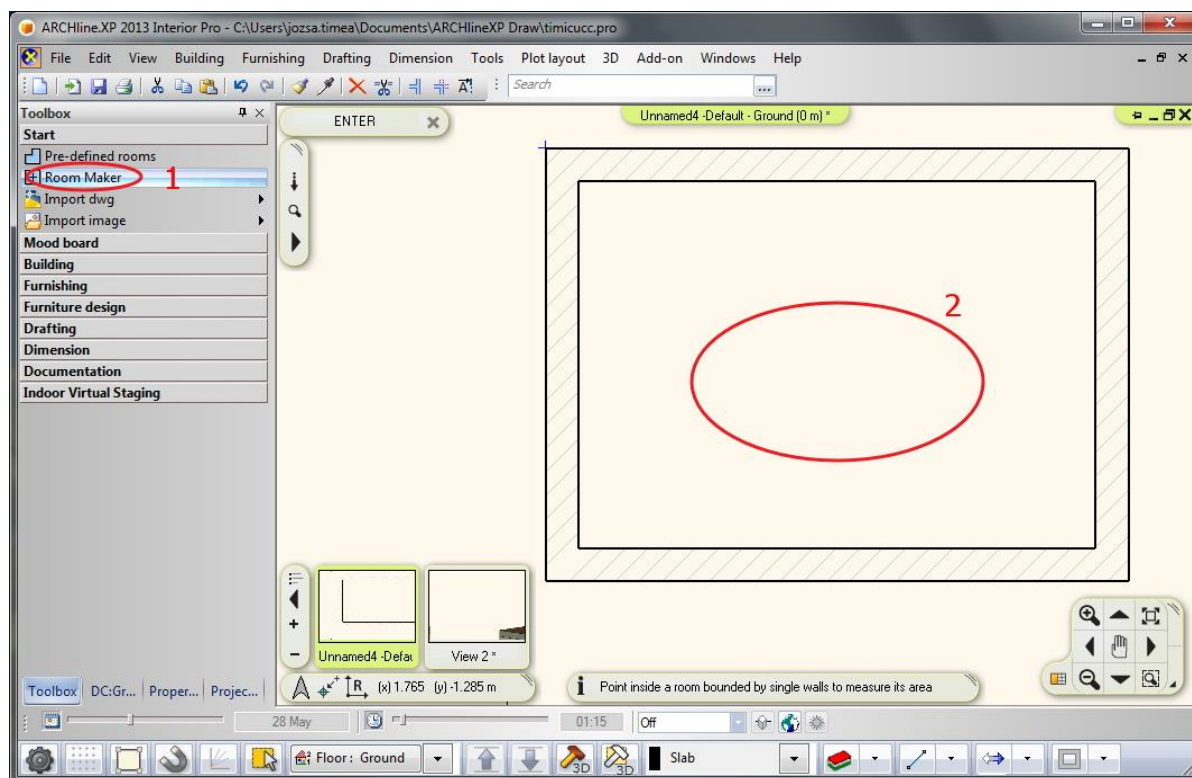 ARCHline.XP 2013 Interior Pro - C:\Users\jozsa.timea\Documents\ARCHlineXP Draw\timicucc.pro
File Edit View Building Furnishing Drafting Dimension Tools Plot layout 3D Add-on Windows Help
Search ...
Toolbox
Start
Pre-defined rooms
Room Maker 1
Import dwg
Import image
Mood board
Building
Furnishing
Furniture design
Drafting
Dimension
Documentation
Indoor Virtual Staging
ENTER
Unnamed4 -Default - Ground (0 m) *
2
Unnamed4 -Defau View 2 *
Toolbox DC:Gr... Proper... Projec...
R (x) 1.765 (y) -1.285 m
i Point inside a room bounded by single walls to measure its area
28 May 01:15 Off
Floor: Ground 3D 3D Slab